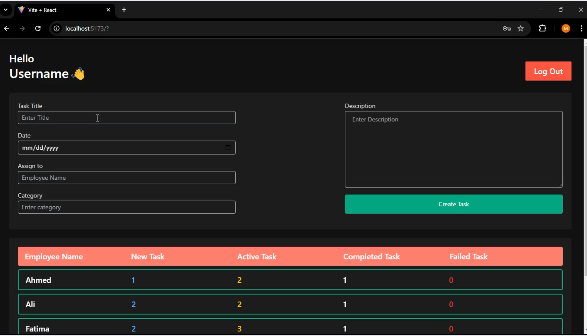 Vite + React
localhost:5173/?
M
Hello
Username 👋
Log Out
Task Title
Enter Title
Date
mm/dd/yyyy
Assign to
Employee Name
Category
Enter category
Description
Enter Description
Create Task
Employee Name New Task Active Task Completed Task Failed Task
Ahmed 1 2 1 0
Ali 2 2 1 0
Fatima 2 3 1 0